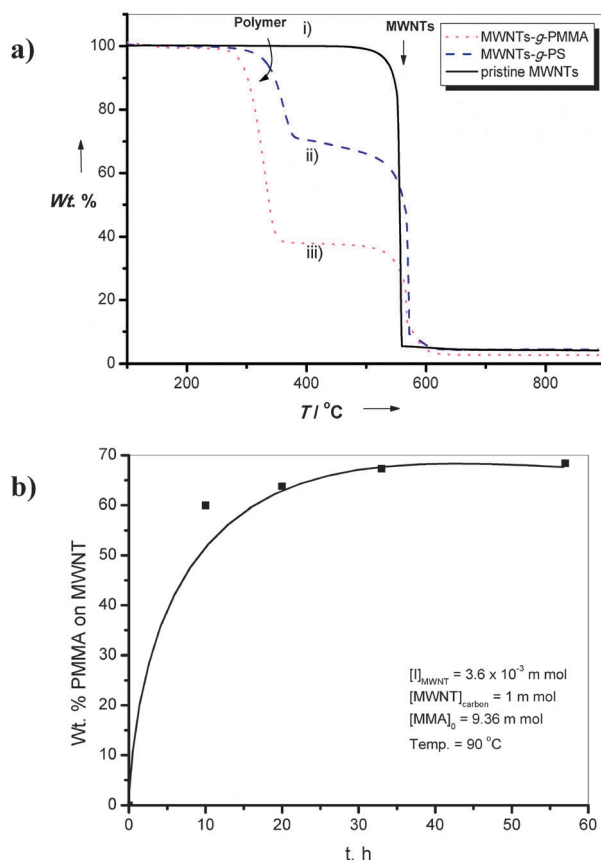 a)
Polymer
i)
MWNTs
MWNTs-g-PMMA
MWNTs-g-PS
pristine MWNTs
100
80
60
40
20
0
Wt. %
ii)
iii)
200
400
600
800
T / °C
b)
70
60
50
40
30
20
10
0
Wt. % PMMA on MWNT
[I]MWNT = 3.6 x 10⁻³ m mol
[MWNT]carbon = 1 m mol
[MMA]₀ = 9.36 m mol
Temp. = 90 °C
0
10
20
30
40
50
60
t, h